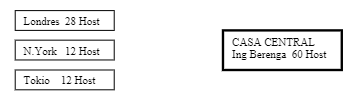 Londres 28 Host
N.York 12 Host
Tokio 12 Host
CASA CENTRAL
Ing Berenga 60 Host